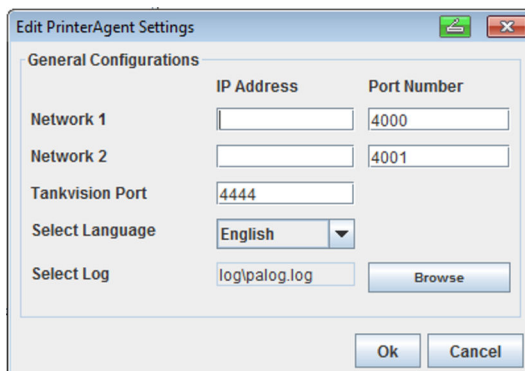 Edit PrinterAgent Settings
General Configurations
IP Address Port Number
Network 1 4000
Network 2 4001
Tankvision Port 4444
Select Language English
Select Log log\palog.log Browse
Ok Cancel